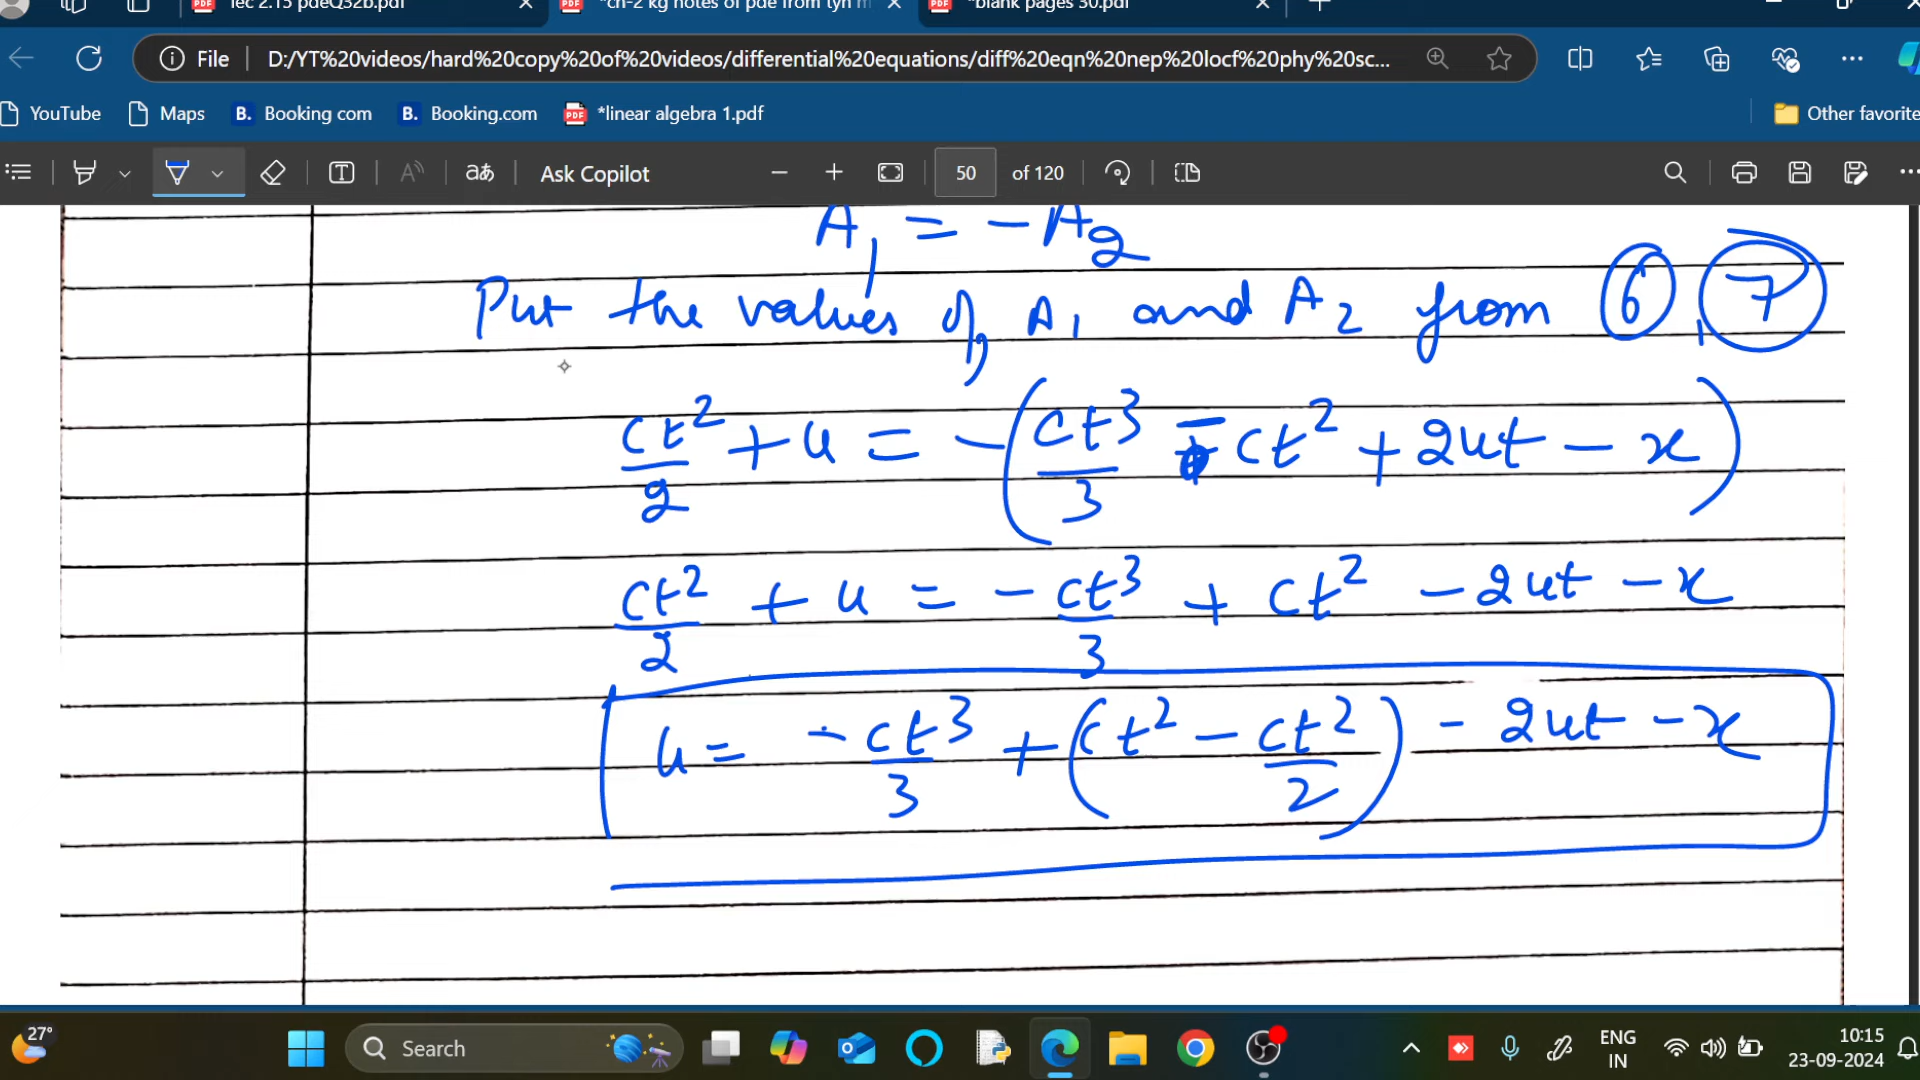 lec 2.15 pdeQ32b.pdf
*ch-2 kg notes of pde from tyn m
*blank pages 30.pdf
File D:/YT%20videos/hard%20copy%20of%20videos/differential%20equations/diff%20eqn%20nep%20locf%20phy%20sc...
YouTube Maps B. Booking.com B. Booking.com PDF *linear algebra 1.pdf Other favorite
T A aあ Ask Copilot − + 50 of 120
A₁ = -A₂
Put the values of A₁ and A₂ from ⑥, ⑦
ct²/2 + u = -(ct³/3 - ct² + 2ut - x)
ct²/2 + u = -ct³/3 + ct² - 2ut - x
u = -ct³/3 + (ct² - ct²/2) - 2ut - x
27° Search ENG IN 10:15 23-09-2024